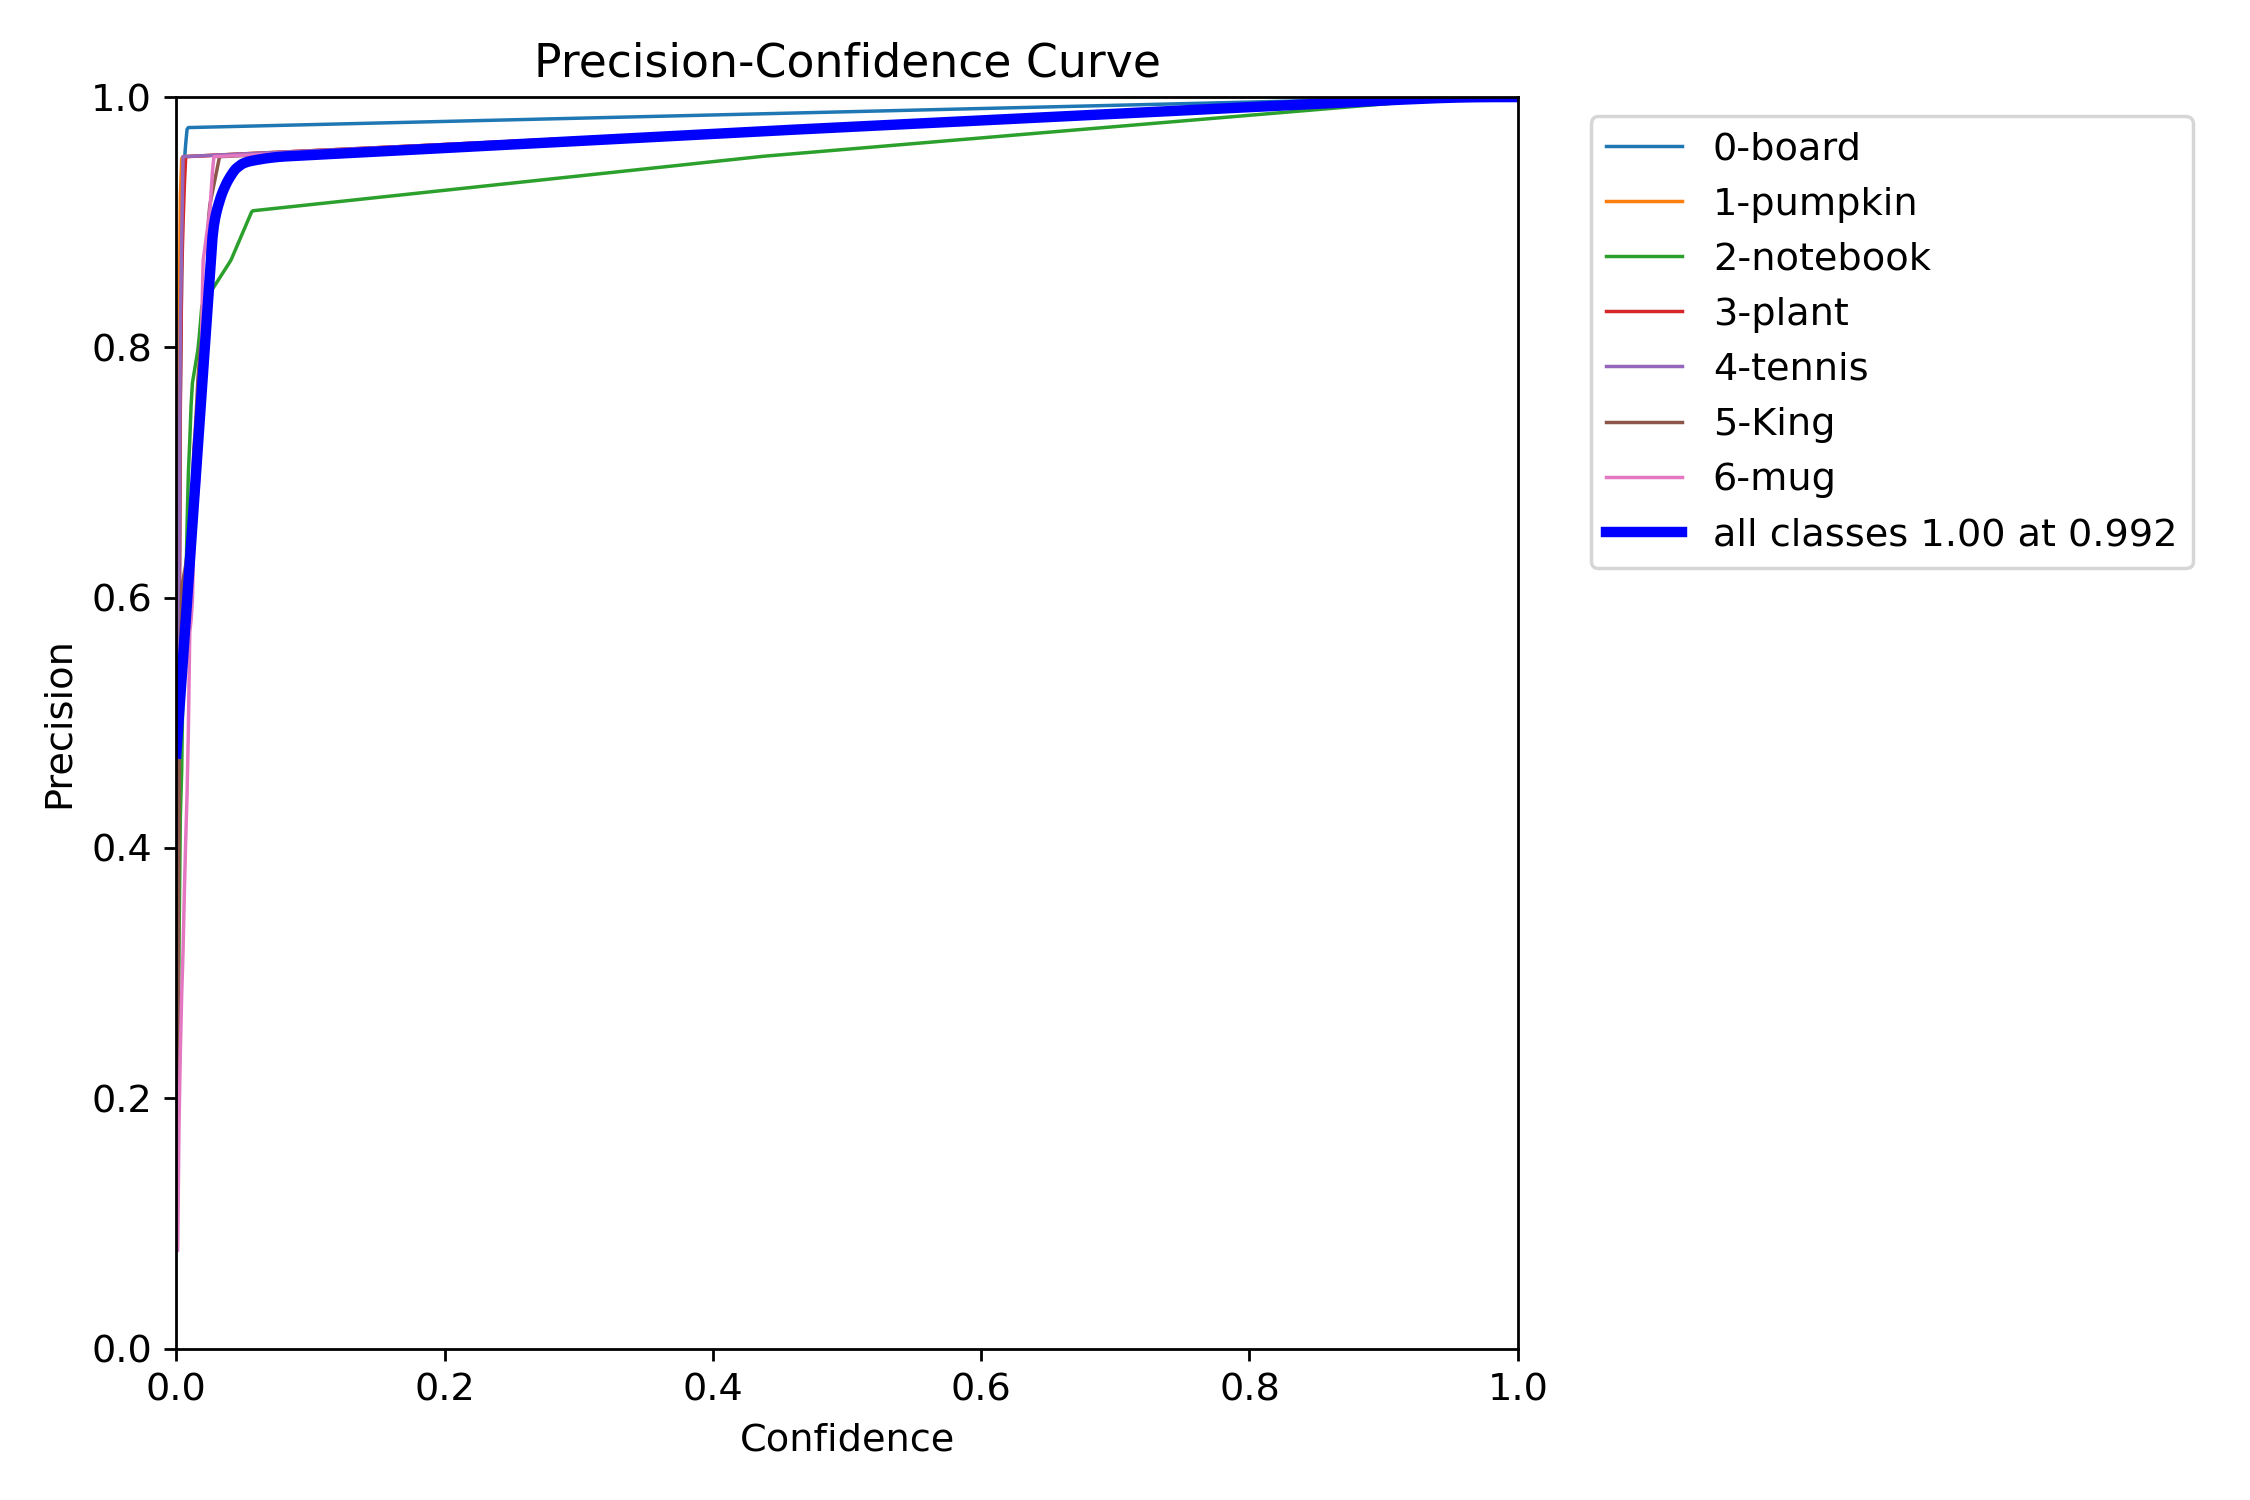 Precision-Confidence Curve
1.0
0.8
0.6
0.4
0.2
0.0
Precision
0.0 0.2 0.4 0.6 0.8 1.0
Confidence
0-board
1-pumpkin
2-notebook
3-plant
4-tennis
5-King
6-mug
all classes 1.00 at 0.992